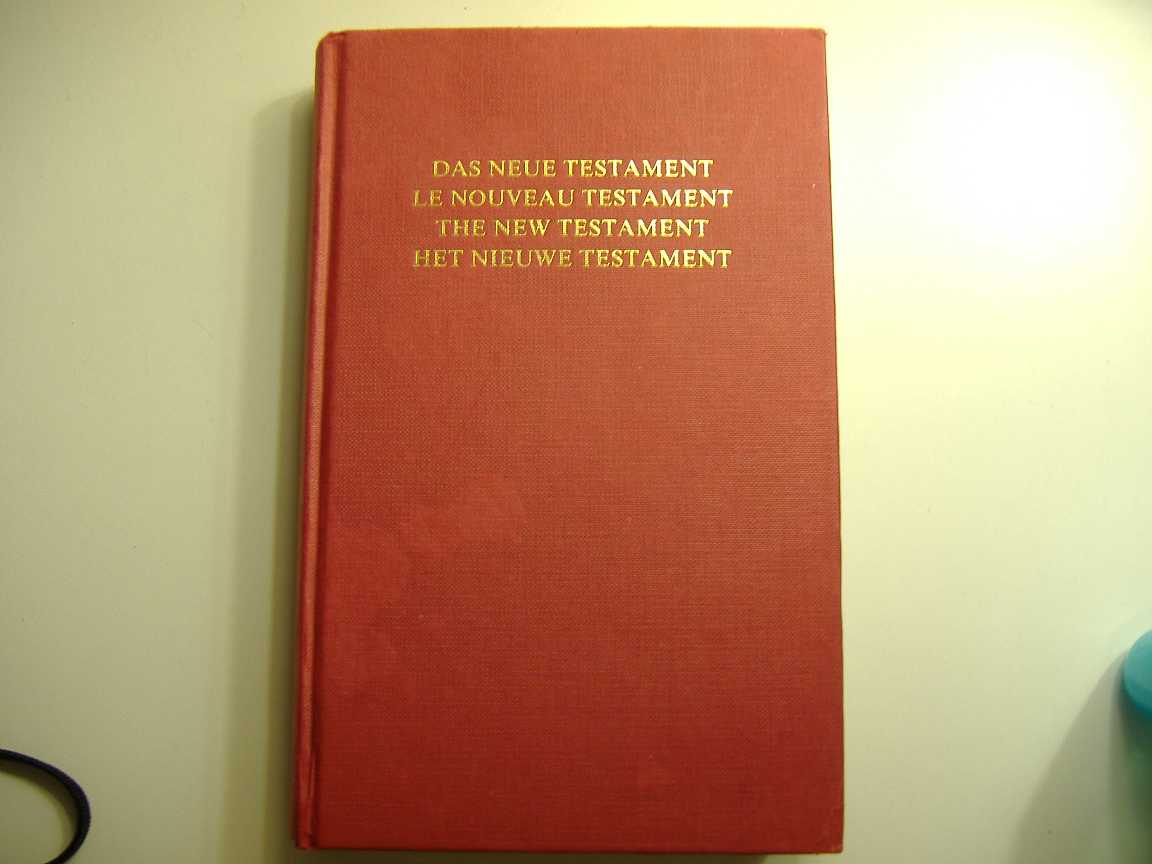 DAS NEUE TESTAMENT
LE NOUVEAU TESTAMENT
THE NEW TESTAMENT
HET NIEUWE TESTAMENT